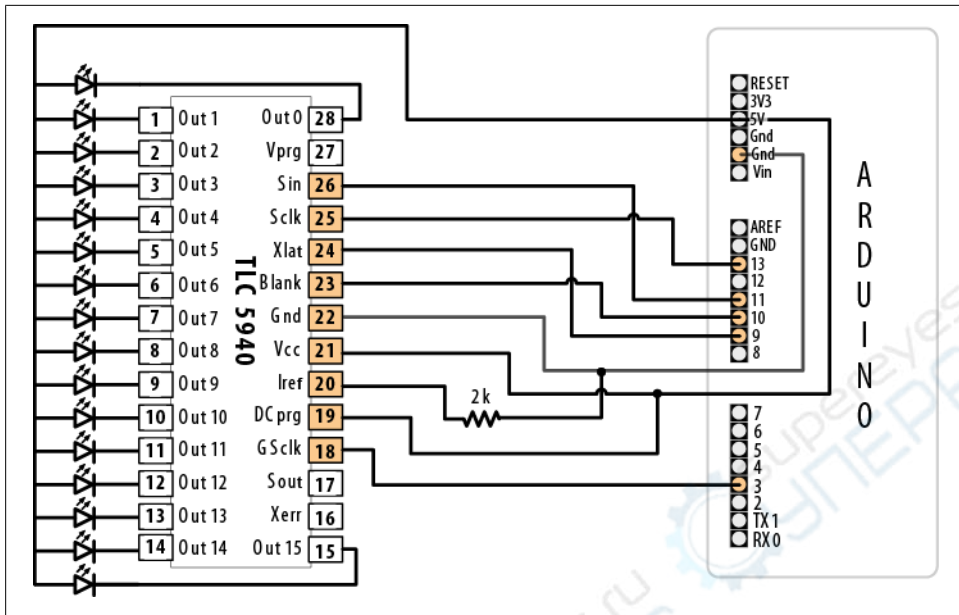 1 Out 1
2 Out 2
3 Out 3
4 Out 4
5 Out 5
6 Out 6
7 Out 7
8 Out 8
9 Out 9
10 Out 10
11 Out 11
12 Out 12
13 Out 13
14 Out 14
TLC 5940
Out 0 28
Vprg 27
Sin 26
Sclk 25
Xlat 24
Blank 23
Gnd 22
Vcc 21
Iref 20
DCprg 19
GSclk 18
Sout 17
Xerr 16
Out 15 15
2k
RESET
3V3
5V
Gnd
Gnd
Vin
AREF
GND
13
12
11
10
9
8
7
6
5
4
3
2
TX 1
RX 0
ARDUINO